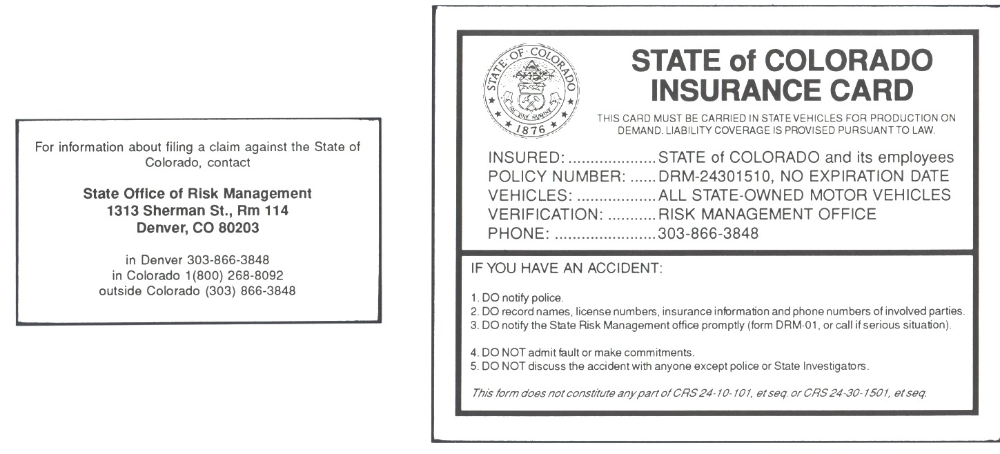 For information about filing a claim against the State of
Colorado, contact
State Office of Risk Management
1313 Sherman St., Rm 114
Denver, CO 80203
in Denver 303-866-3848
in Colorado 1(800) 268-8092
outside Colorado (303) 866-3848
STATE OF COLORADO
1876
STATE of COLORADO
INSURANCE CARD
THIS CARD MUST BE CARRIED IN STATE VEHICLES FOR PRODUCTION ON
DEMAND. LIABILITY COVERAGE IS PROVISED PURSUANT TO LAW.
INSURED: .................... STATE of COLORADO and its employees
POLICY NUMBER: ...... DRM-24301510, NO EXPIRATION DATE
VEHICLES: .................. ALL STATE-OWNED MOTOR VEHICLES
VERIFICATION: ........... RISK MANAGEMENT OFFICE
PHONE: ....................... 303-866-3848
IF YOU HAVE AN ACCIDENT:
1. DO notify police.
2. DO record names, license numbers, insurance information and phone numbers of involved parties.
3. DO notify the State Risk Management office promptly (form DRM-01, or call if serious situation).
4. DO NOT admit fault or make commitments.
5. DO NOT discuss the accident with anyone except police or State Investigators.
This form does not constitute any part of CRS 24-10-101, et seq. or CRS 24-30-1501, et seq.